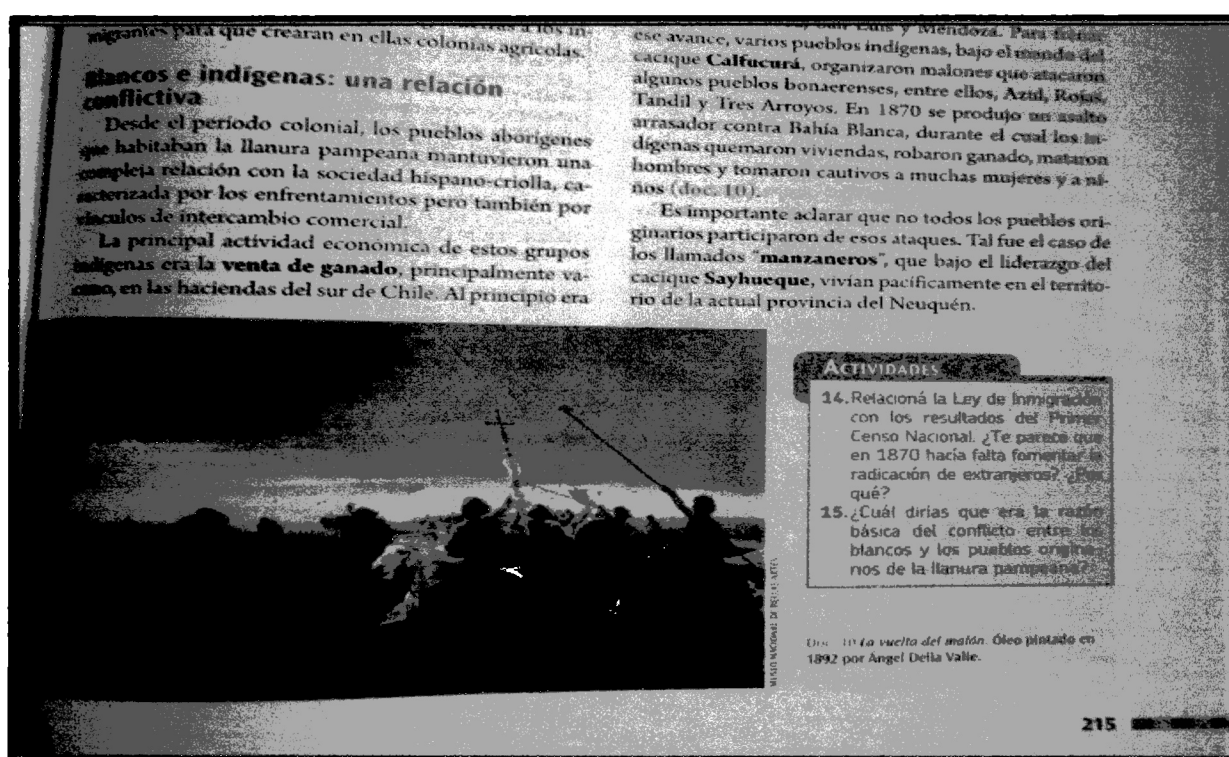 migrantes para que crearan en ellas colonias agrícolas.
Blancos e indígenas: una relación
conflictiva
Desde el período colonial, los pueblos aborígenes
que habitaban la llanura pampeana mantuvieron una
compleja relación con la sociedad hispano-criolla, ca-
racterizada por los enfrentamientos pero también por
vínculos de intercambio comercial.
La principal actividad económica de estos grupos
indígenas era la venta de ganado, principalmente va-
cuno, en las haciendas del sur de Chile. Al principio era
Luis y Mendoza. Para
ese avance, varios pueblos indígenas, bajo el mando del
cacique Calfucurá, organizaron malones que atacaron
algunos pueblos bonaerenses, entre ellos, Azul, Rojas,
Tandil y Tres Arroyos. En 1870 se produjo un asalto
arrasador contra Bahía Blanca, durante el cual los in-
dígenas quemaron viviendas, robaron ganado, mataron
hombres y tomaron cautivos a muchas mujeres y a ni-
ños (doc. 10).
Es importante aclarar que no todos los pueblos ori-
ginarios participaron de esos ataques. Tal fue el caso de
los llamados "manzaneros", que bajo el liderazgo del
cacique Sayhueque, vivían pacíficamente en el territo-
rio de la actual provincia del Neuquén.
MUSEO NACIONAL DE BELLAS ARTES
ACTIVIDADES
14. Relacioná la Ley de Inmigración
con los resultados del Primer
Censo Nacional. ¿Te parece que
en 1870 hacía falta fomentar la
radicación de extranjeros? ¿Por
qué?
15. ¿Cuál dirías que era la razón
básica del conflicto entre los
blancos y los pueblos origina-
rios de la llanura pampeana?
Doc. 10 La vuelta del malón. Óleo pintado en
1892 por Ángel Della Valle.
215